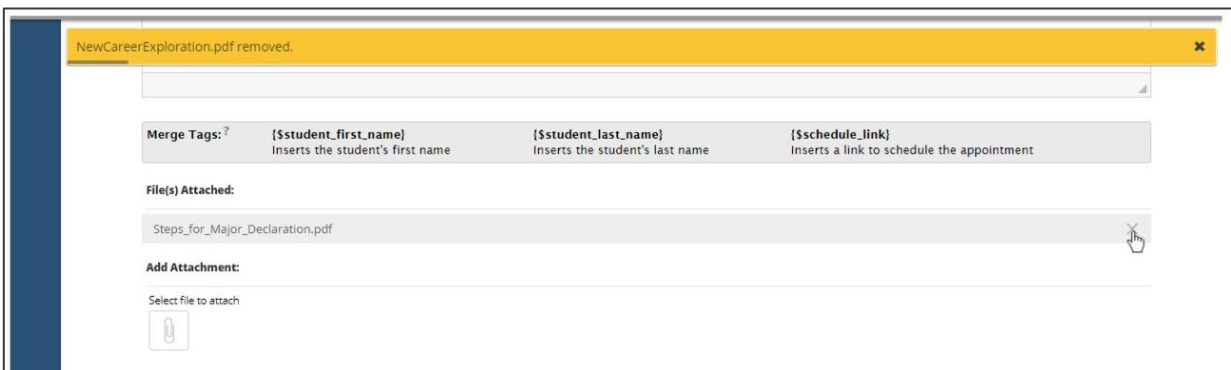 NewCareerExploration.pdf removed.
Merge Tags: ? {$student_first_name} {$student_last_name} {$schedule_link}
Inserts the student's first name Inserts the student's last name Inserts a link to schedule the appointment
File(s) Attached:
Steps_for_Major_Declaration.pdf
Add Attachment:
Select file to attach